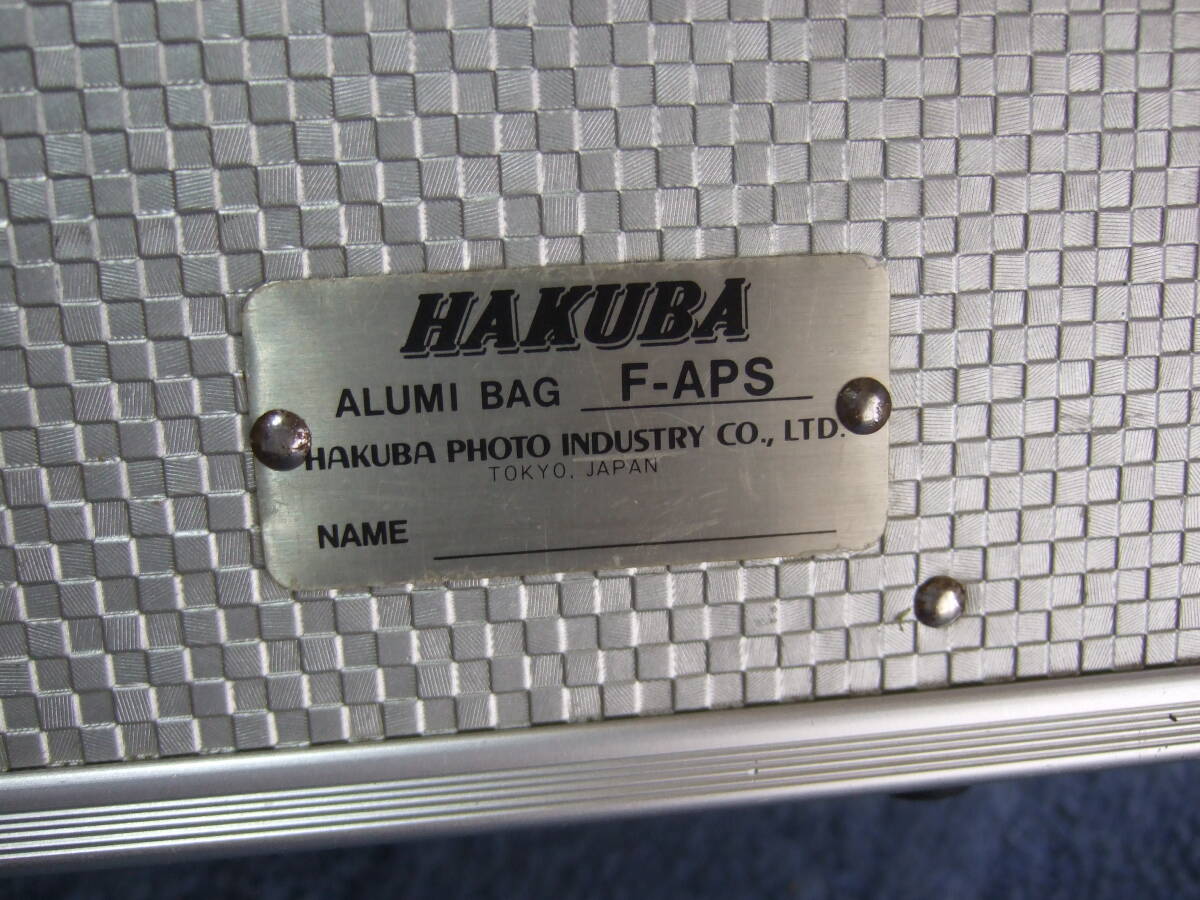 HAKUBA
ALUMI BAG F-APS
HAKUBA PHOTO INDUSTRY CO., LTD.
TOKYO, JAPAN
NAME